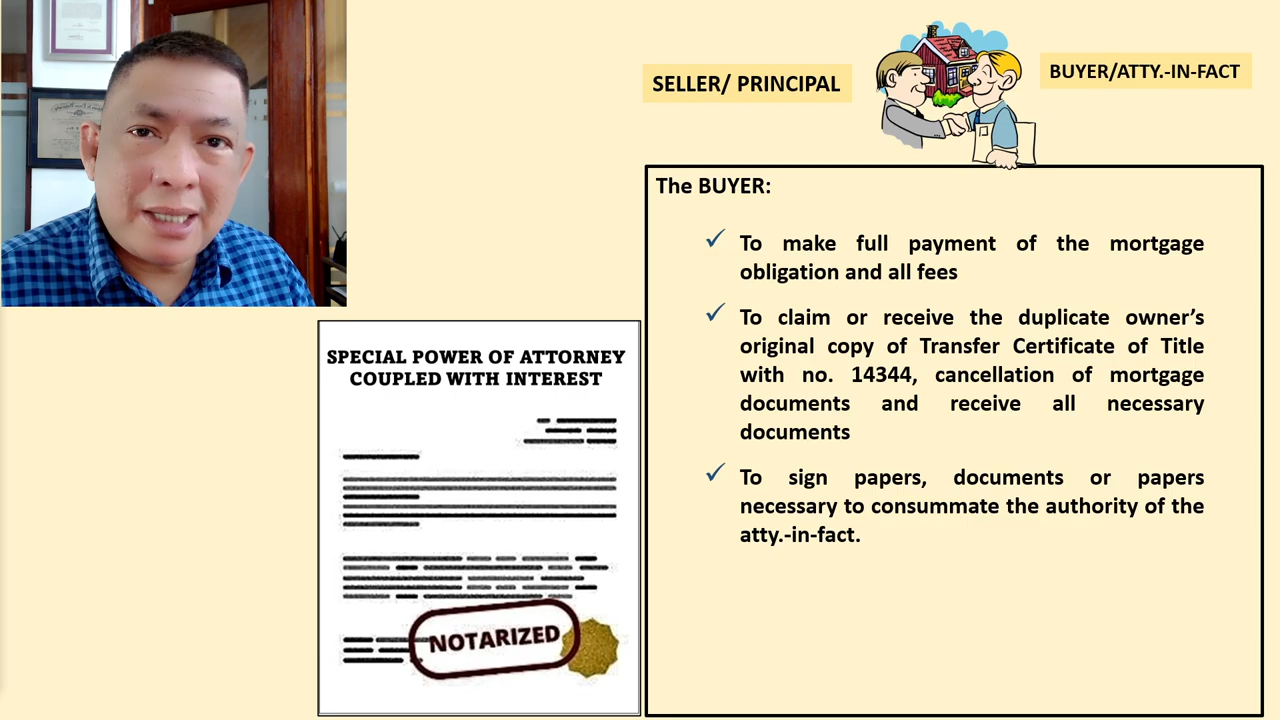 SELLER/ PRINCIPAL
BUYER/ATTY.-IN-FACT
The BUYER:
✓ To make full payment of the mortgage
obligation and all fees
✓ To claim or receive the duplicate owner's
original copy of Transfer Certificate of Title
with no. 14344, cancellation of mortgage
documents and receive all necessary
documents
✓ To sign papers, documents or papers
necessary to consummate the authority of the
atty.-in-fact.
SPECIAL POWER OF ATTORNEY
COUPLED WITH INTEREST
NOTARIZED